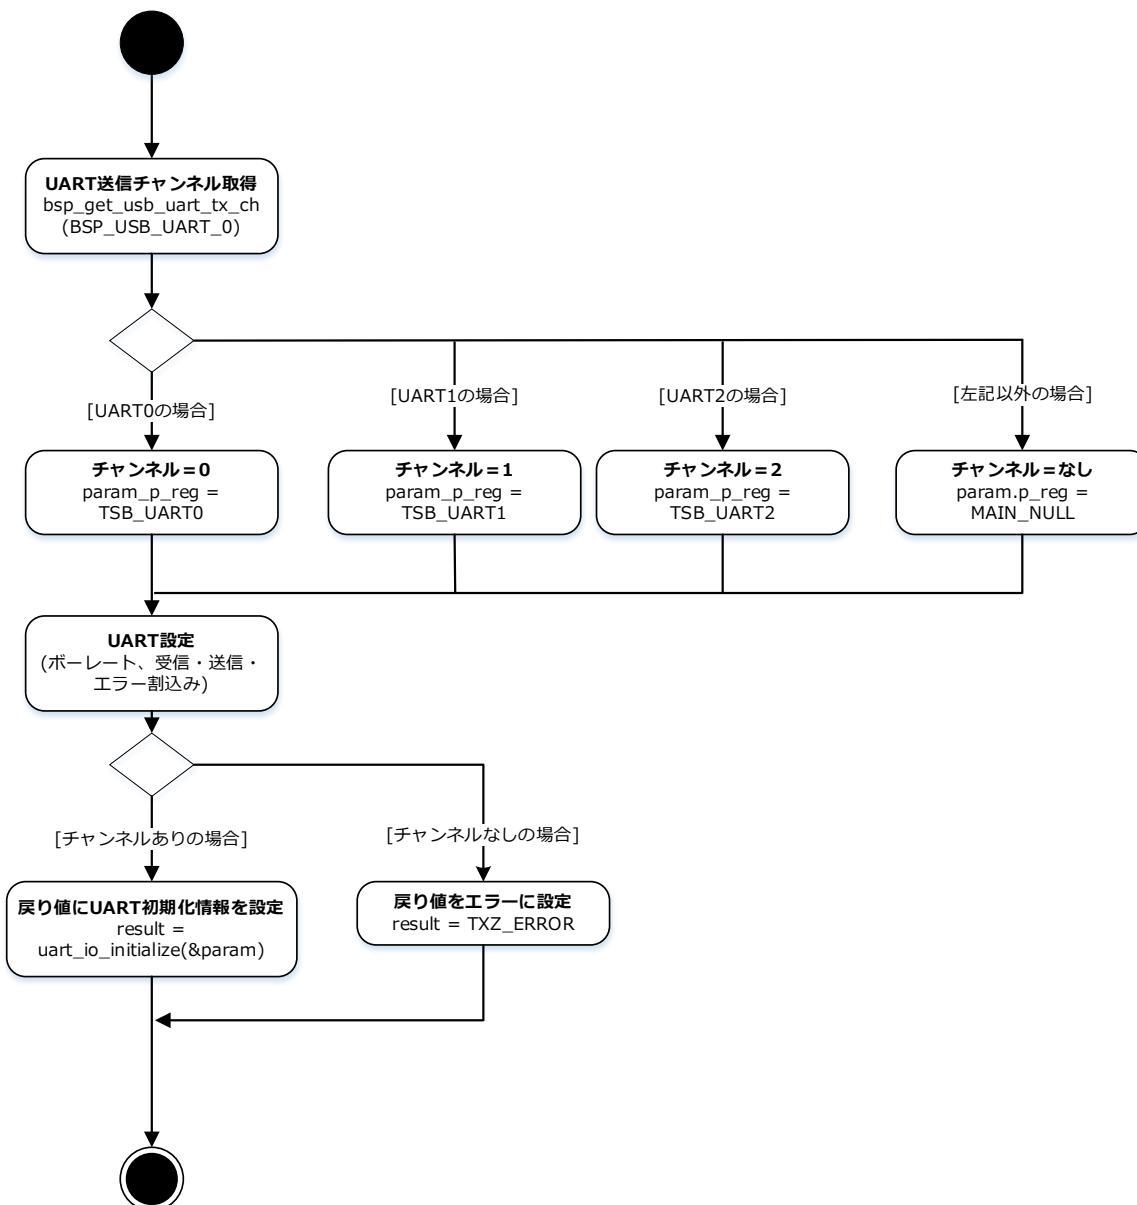 UART送信チャンネル取得
bsp_get_usb_uart_tx_ch
(BSP_USB_UART_0)
[UART0の場合]
[UART1の場合]
[UART2の場合]
[左記以外の場合]
チャンネル＝0
param_p_reg =
TSB_UART0
チャンネル＝1
param_p_reg =
TSB_UART1
チャンネル＝2
param_p_reg =
TSB_UART2
チャンネル＝なし
param.p_reg =
MAIN_NULL
UART設定
(ボーレート、受信・送信・
エラー割込み)
[チャンネルありの場合]
[チャンネルなしの場合]
戻り値にUART初期化情報を設定
result =
uart_io_initialize(&param)
戻り値をエラーに設定
result = TXZ_ERROR